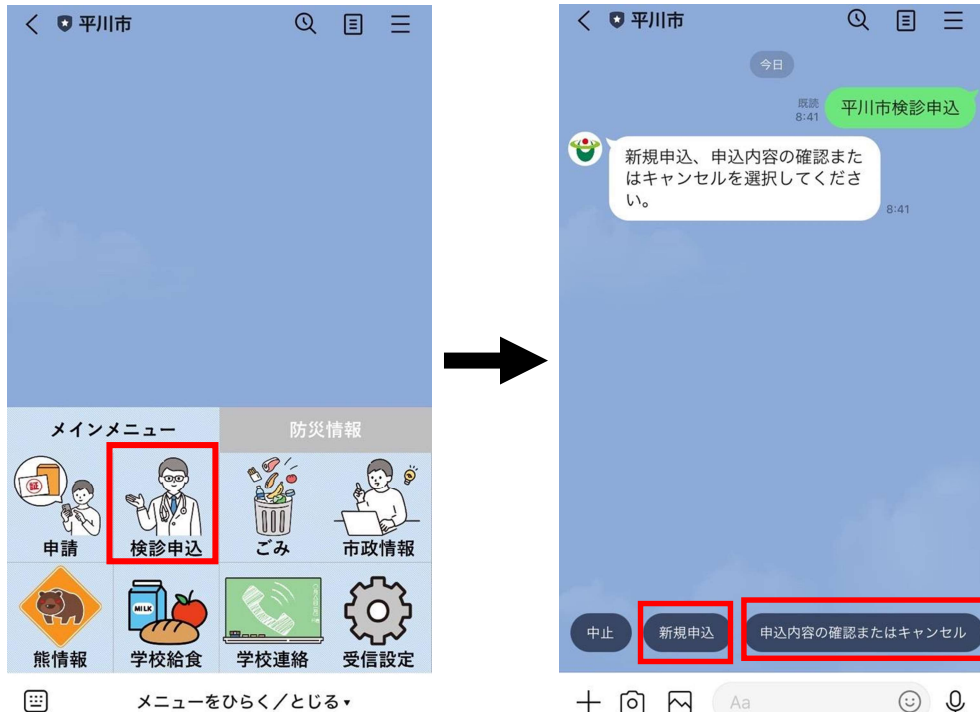 平川市
メインメニュー
防災情報
証
申請
検診申込
ごみ
市政情報
MILK
熊情報
学校給食
学校連絡
受信設定
メニューをひらく／とじる▾
平川市
今日
平川市検診申込
既読
8:41
新規申込、申込内容の確認また
はキャンセルを選択してくださ
い。
8:41
中止
新規申込
申込内容の確認またはキャンセル
Aa